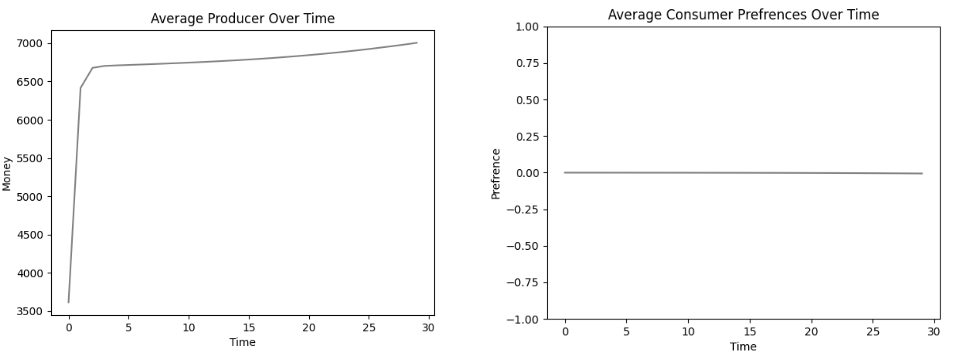 Average Producer Over Time
7000
6500
6000
5500
5000
4500
4000
3500
Money
0 5 10 15 20 25 30
Time
Average Consumer Prefrences Over Time
1.00
0.75
0.50
0.25
0.00
−0.25
−0.50
−0.75
−1.00
Prefrence
0 5 10 15 20 25 30
Time